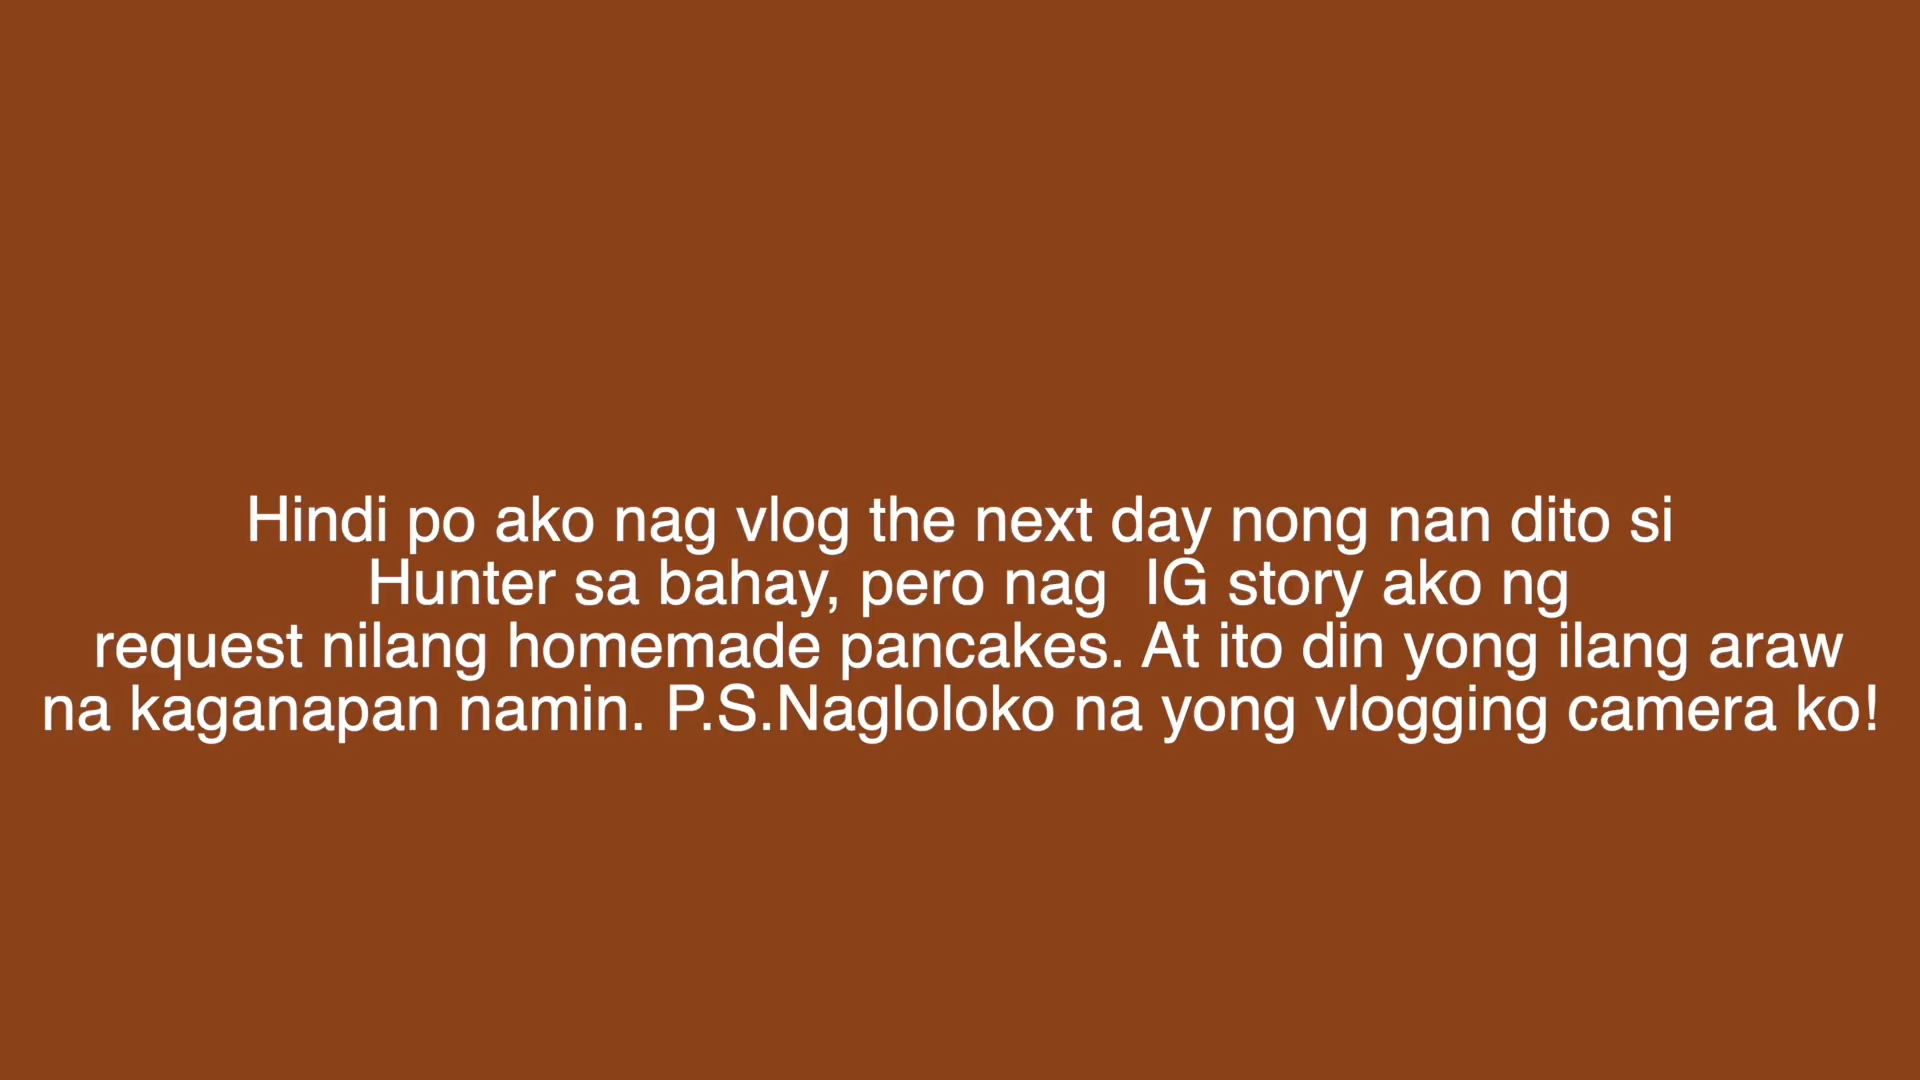 Hindi po ako nag vlog the next day nong nan dito si
Hunter sa bahay, pero nag  IG story ako ng
request nilang homemade pancakes. At ito din yong ilang araw
na kaganapan namin. P.S.Nagloloko na yong vlogging camera ko!